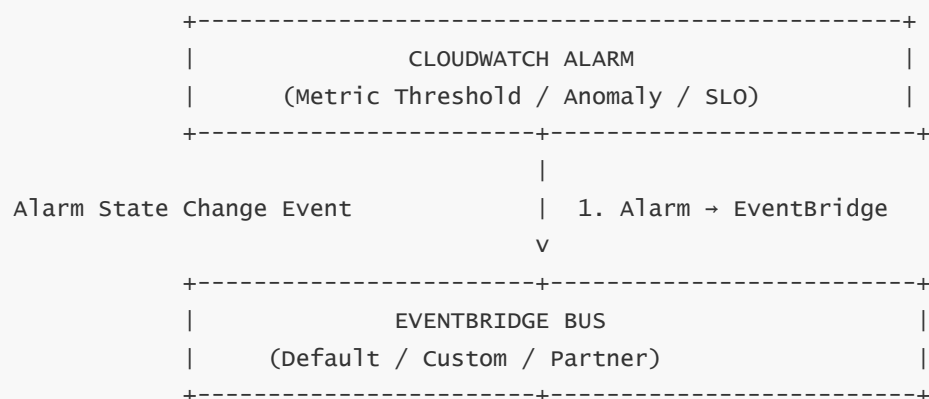 +--------------------------------------------------+
| CLOUDWATCH ALARM |
| (Metric Threshold / Anomaly / SLO) |
+------------------------+---------------------------+
|
Alarm State Change Event | 1. Alarm → EventBridge
v
+------------------------+---------------------------+
| EVENTBRIDGE BUS |
| (Default / Custom / Partner) |
+------------------------+---------------------------+